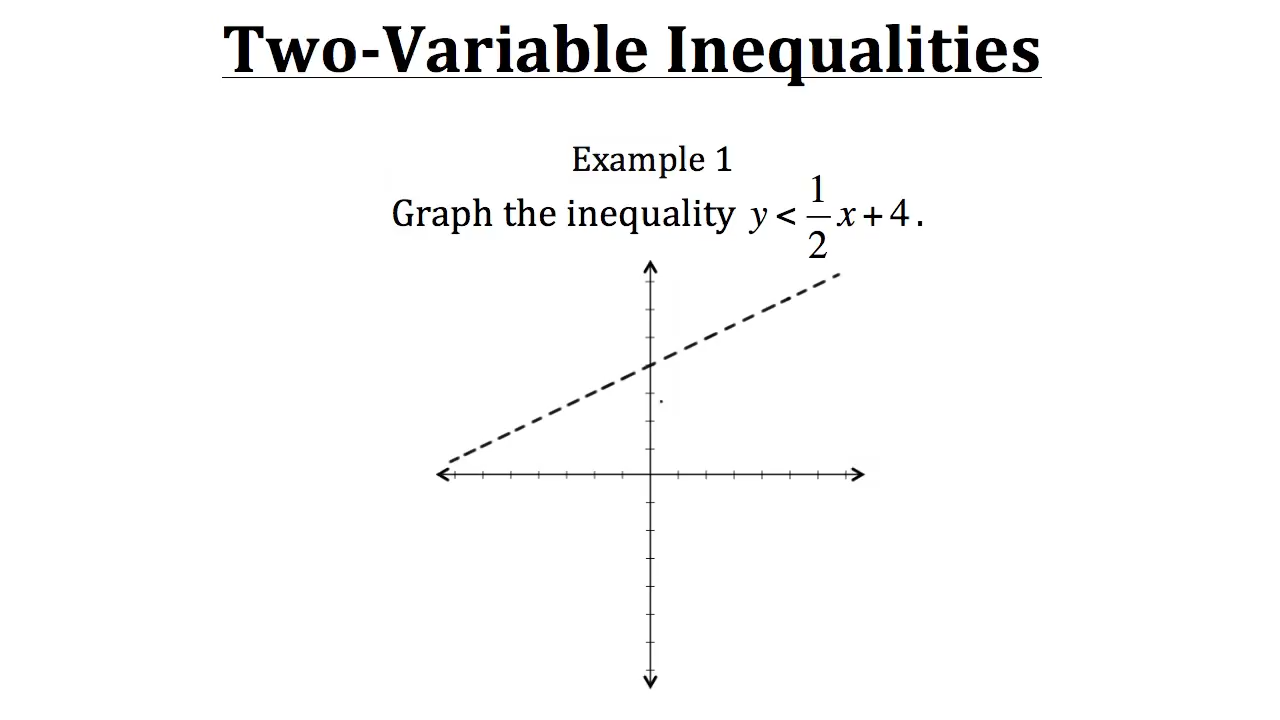 Two-Variable Inequalities
Example 1
Graph the inequality y < 1/2 x + 4 .